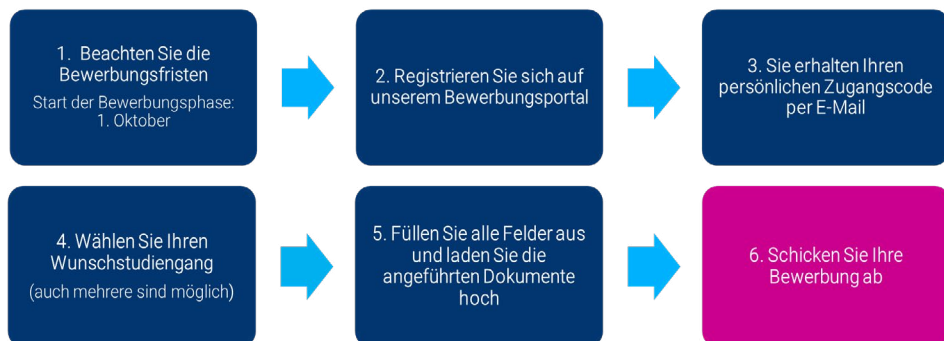 1. Beachten Sie die
Bewerbungsfristen
Start der Bewerbungsphase:
1. Oktober
2. Registrieren Sie sich auf
unserem Bewerbungsportal
3. Sie erhalten Ihren
persönlichen Zugangscode
per E-Mail
4. Wählen Sie Ihren
Wunschstudiengang
(auch mehrere sind möglich)
5. Füllen Sie alle Felder aus
und laden Sie die
angeführten Dokumente
hoch
6. Schicken Sie Ihre
Bewerbung ab